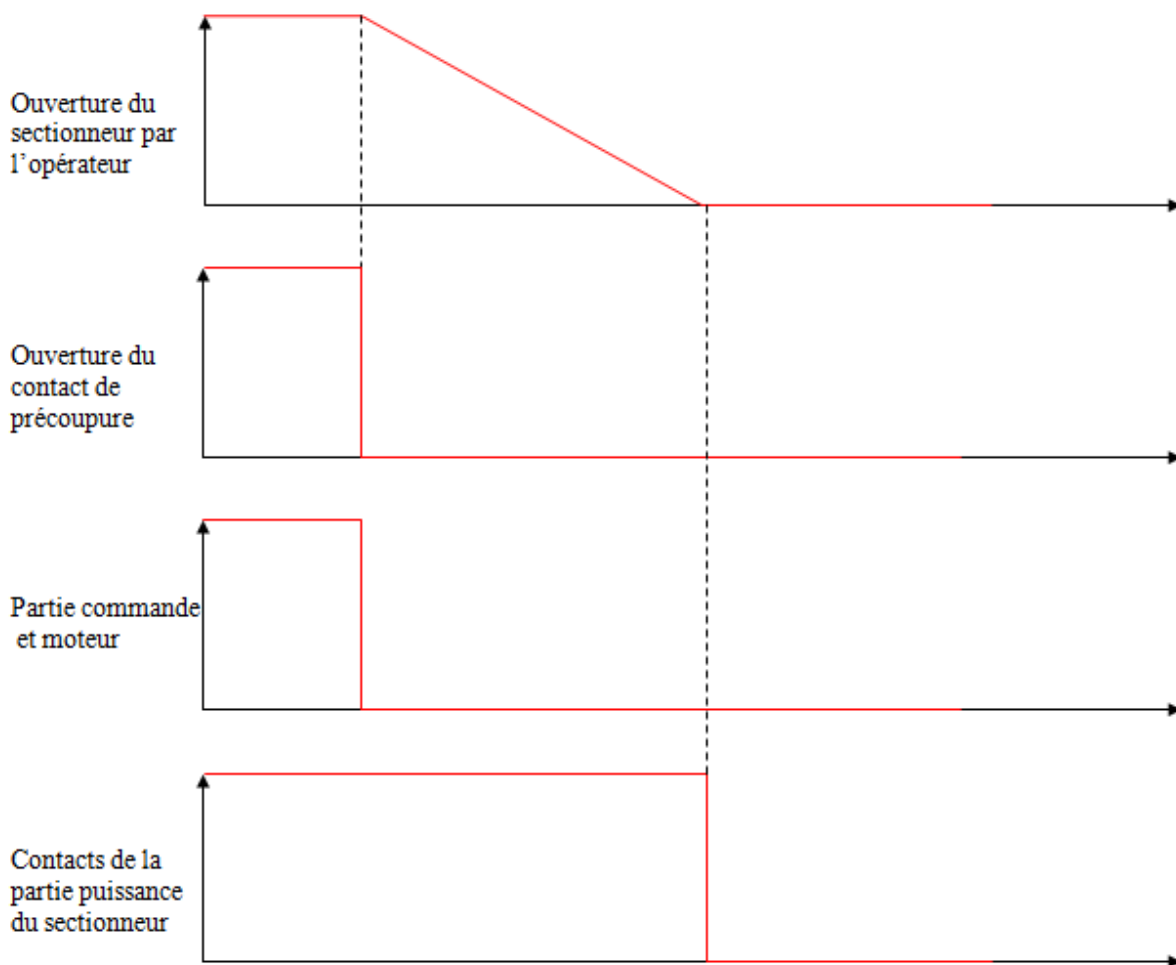 Ouverture du
sectionneur par
l’opérateur
Ouverture du
contact de
précoupure
Partie commande
et moteur
Contacts de la
partie puissance
du sectionneur